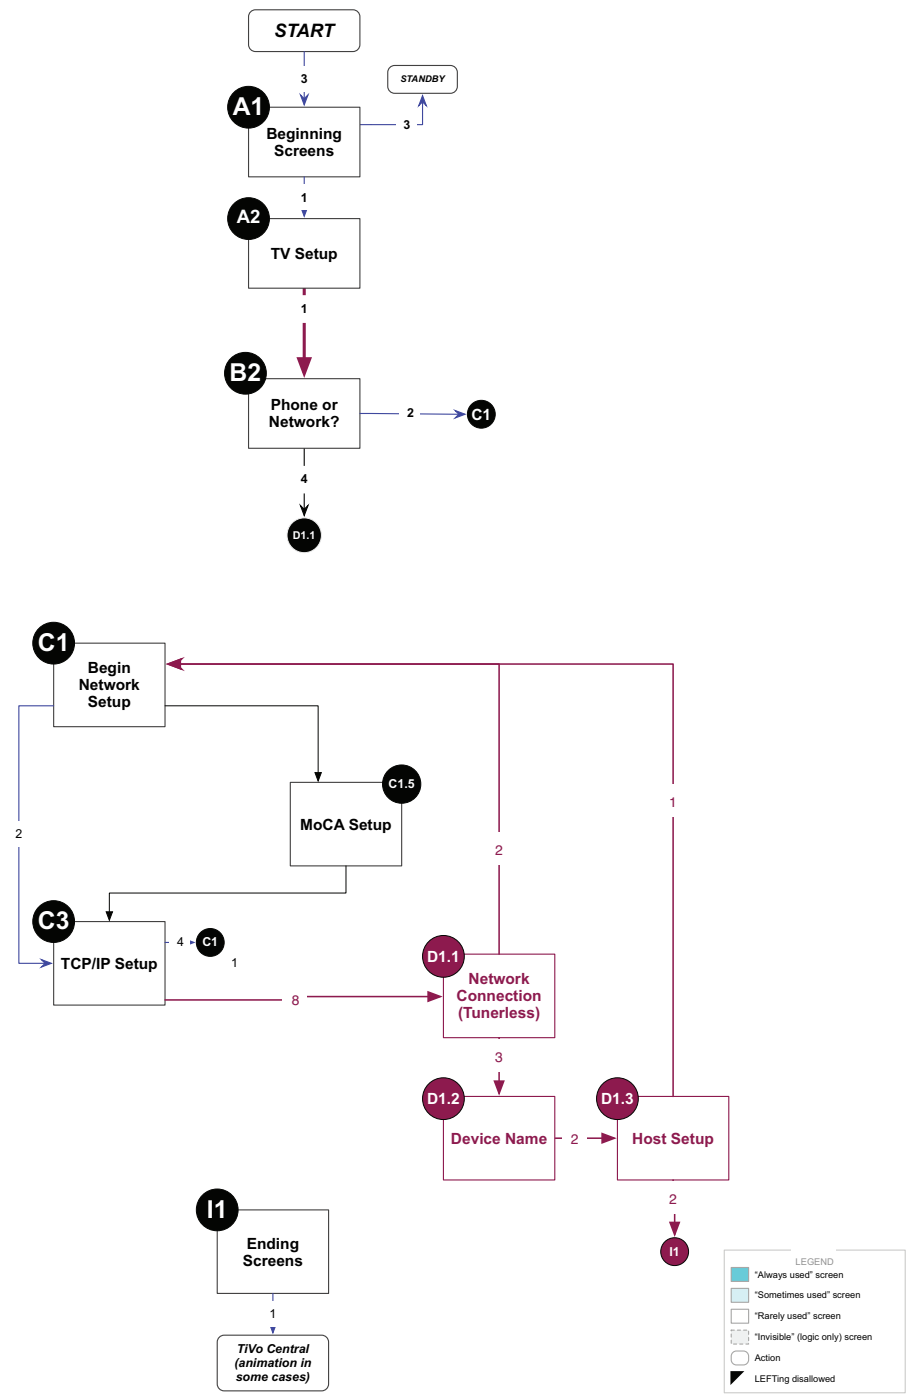 START
3
STANDBY
A1
3
Beginning
Screens
1
A2
TV Setup
1
B2
Phone or
Network?
2
C1
4
D1.1
C1
Begin
Network
Setup
C1.5
MoCA Setup
1
2
2
C3
TCP/IP Setup
4
C1
1
D1.1
Network
Connection
(Tunerless)
8
3
D1.2
Device Name
2
D1.3
Host Setup
2
I1
I1
Ending
Screens
1
TiVo Central
(animation in
some cases)
LEGEND
"Always used" screen
"Sometimes used" screen
"Rarely used" screen
"Invisible" (logic only) screen
Action
LEFTing disallowed